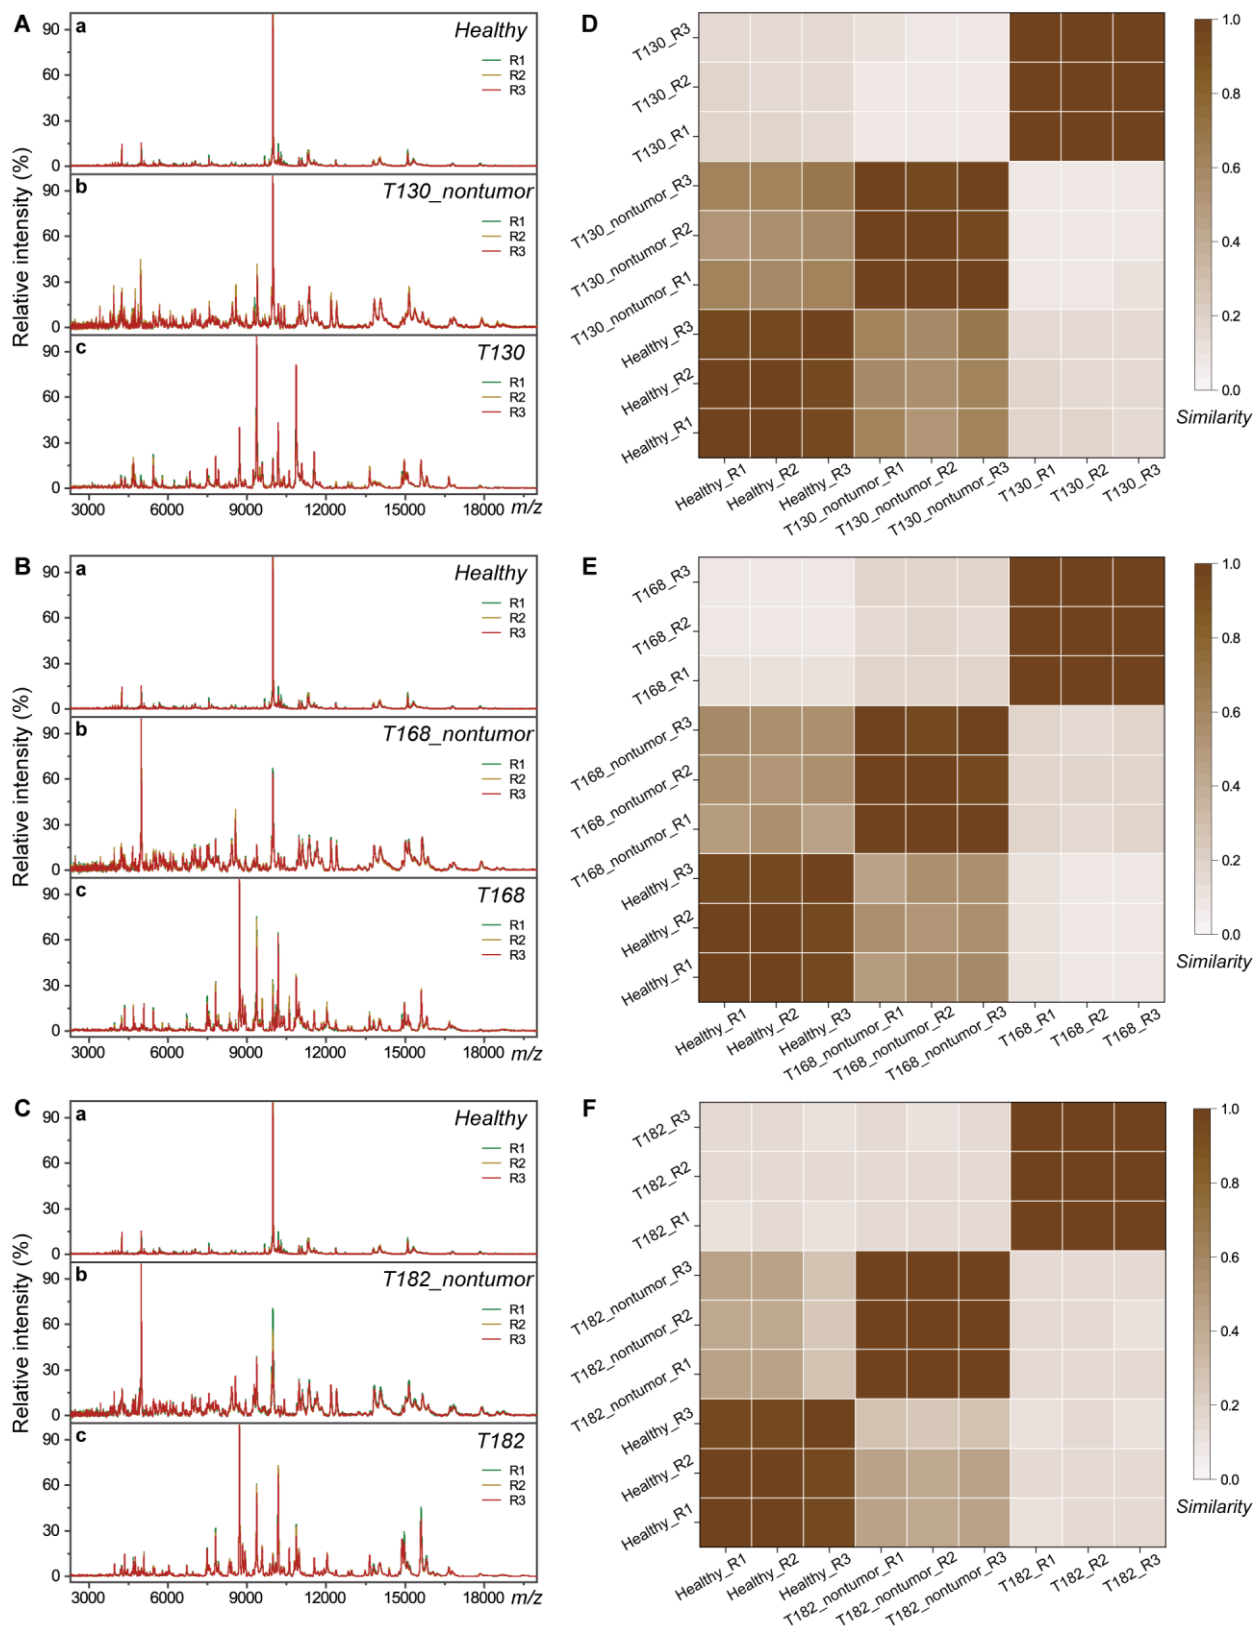 A
a
Healthy
R1
R2
R3
90
60
30
0
b
T130_nontumor
R1
R2
R3
90
60
30
0
c
T130
R1
R2
R3
90
60
30
0
Relative intensity (%)
3000 6000 9000 12000 15000 m/z 18000
D
T130_R3
T130_R2
T130_R1
T130_nontumor_R3
T130_nontumor_R2
T130_nontumor_R1
Healthy_R3
Healthy_R2
Healthy_R1
Healthy_R1 Healthy_R2 Healthy_R3 T130_nontumor_R1 T130_nontumor_R2 T130_nontumor_R3 T130_R1 T130_R2 T130_R3
1.0
0.8
0.6
0.4
0.2
0.0
Similarity
B
a
Healthy
R1
R2
R3
90
60
30
0
b
T168_nontumor
R1
R2
R3
90
60
30
0
c
T168
R1
R2
R3
90
60
30
0
Relative intensity (%)
3000 6000 9000 12000 15000 18000 m/z
E
T168_R3
T168_R2
T168_R1
T168_nontumor_R3
T168_nontumor_R2
T168_nontumor_R1
Healthy_R3
Healthy_R2
Healthy_R1
Healthy_R1 Healthy_R2 Healthy_R3 T168_nontumor_R1 T168_nontumor_R2 T168_nontumor_R3 T168_R1 T168_R2 T168_R3
1.0
0.8
0.6
0.4
0.2
0.0
Similarity
C
a
Healthy
R1
R2
R3
90
60
30
0
b
T182_nontumor
R1
R2
R3
90
60
30
0
c
T182
R1
R2
R3
90
60
30
0
Relative intensity (%)
3000 6000 9000 12000 15000 18000 m/z
F
T182_R3
T182_R2
T182_R1
T182_nontumor_R3
T182_nontumor_R2
T182_nontumor_R1
Healthy_R3
Healthy_R2
Healthy_R1
Healthy_R1 Healthy_R2 Healthy_R3 T182_nontumor_R1 T182_nontumor_R2 T182_nontumor_R3 T182_R1 T182_R2 T182_R3
1.0
0.8
0.6
0.4
0.2
0.0
Similarity